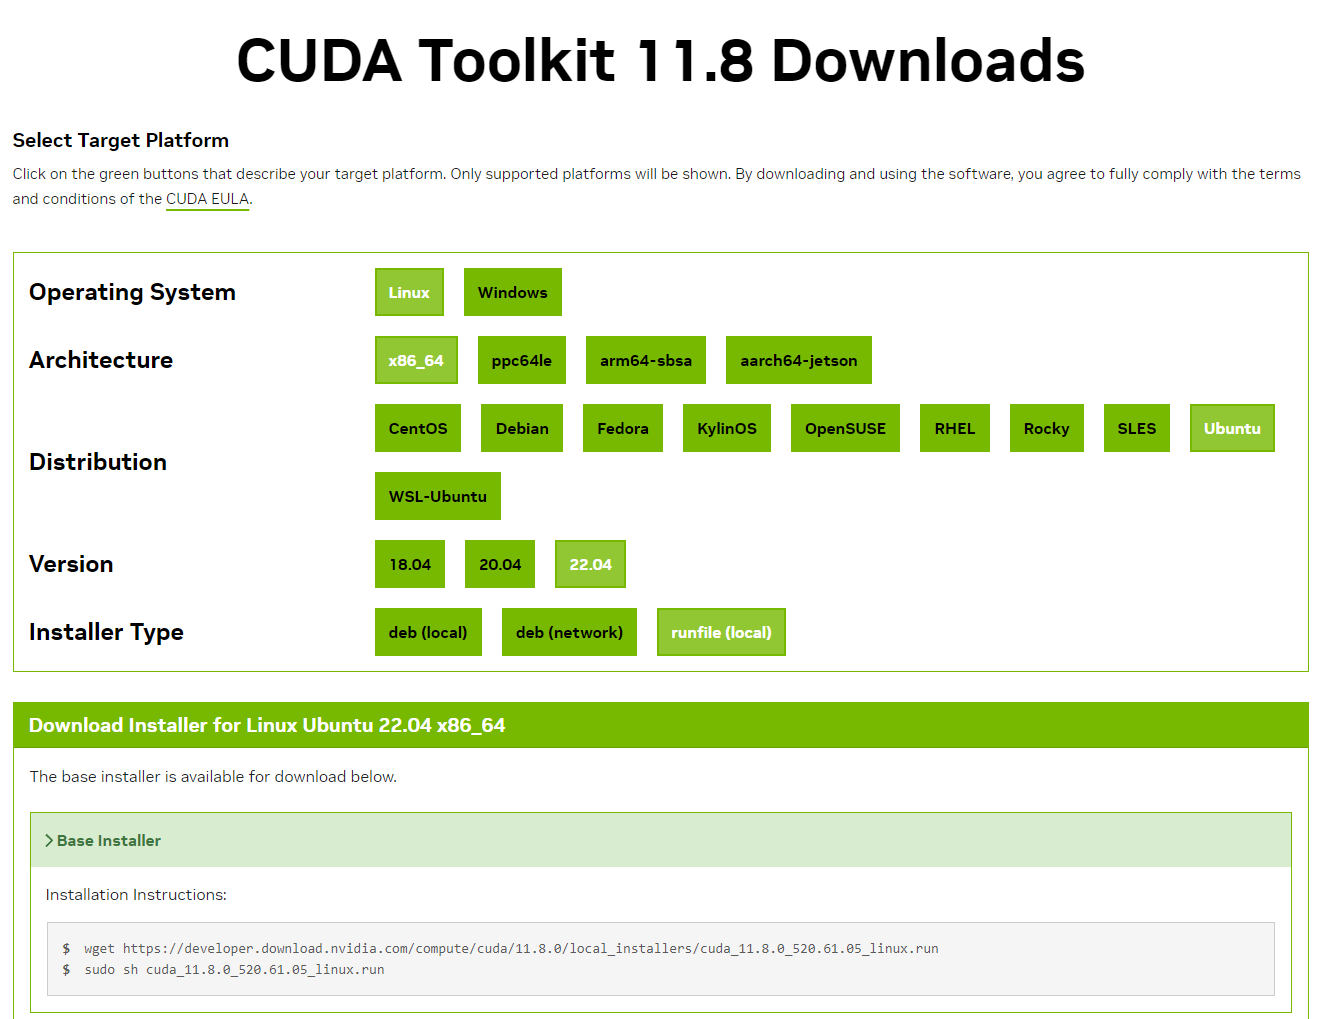 CUDA Toolkit 11.8 Downloads
Select Target Platform
Click on the green buttons that describe your target platform. Only supported platforms will be shown. By downloading and using the software, you agree to fully comply with the terms
and conditions of the CUDA EULA.
Operating System Linux Windows
Architecture x86_64 ppc64le arm64-sbsa aarch64-jetson
Distribution CentOS Debian Fedora KylinOS OpenSUSE RHEL Rocky SLES Ubuntu
WSL-Ubuntu
Version 18.04 20.04 22.04
Installer Type deb (local) deb (network) runfile (local)
Download Installer for Linux Ubuntu 22.04 x86_64
The base installer is available for download below.
> Base Installer
Installation Instructions:
$ wget https://developer.download.nvidia.com/compute/cuda/11.8.0/local_installers/cuda_11.8.0_520.61.05_linux.run
$ sudo sh cuda_11.8.0_520.61.05_linux.run